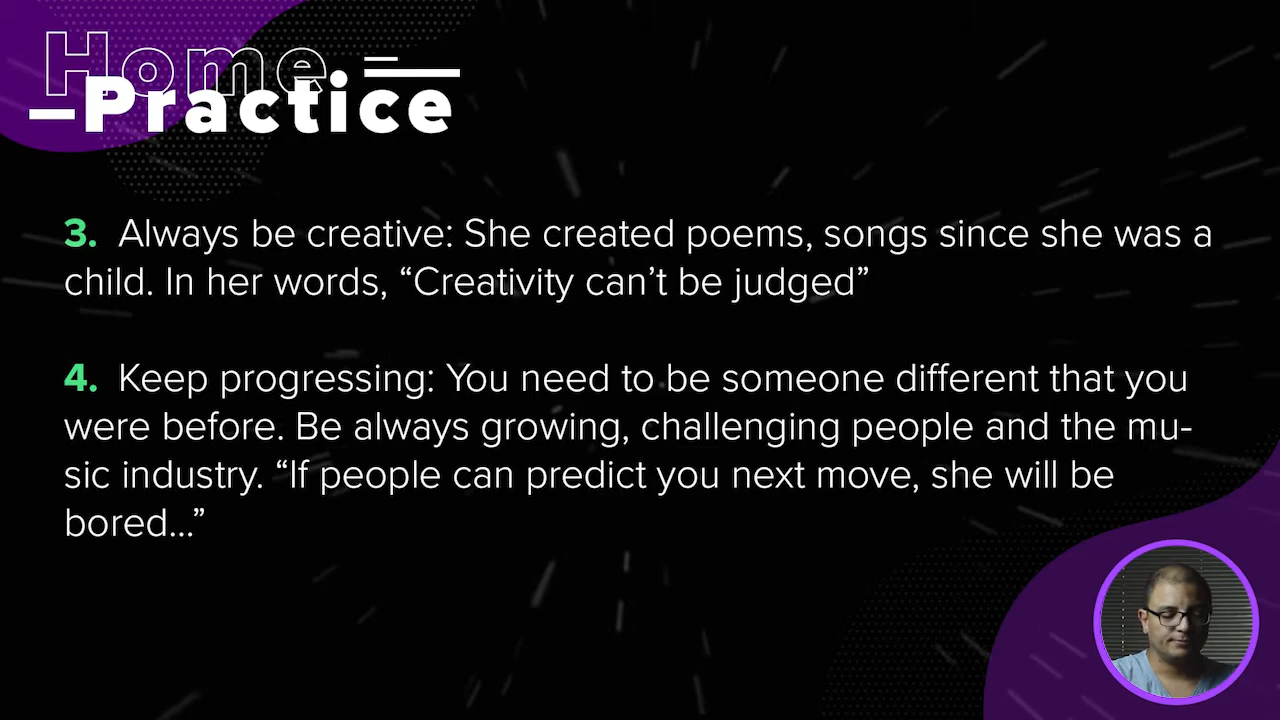 Home
Practice
3. Always be creative: She created poems, songs since she was a
child. In her words, “Creativity can’t be judged”
4. Keep progressing: You need to be someone different that you
were before. Be always growing, challenging people and the mu-
sic industry. “If people can predict you next move, she will be
bored...”